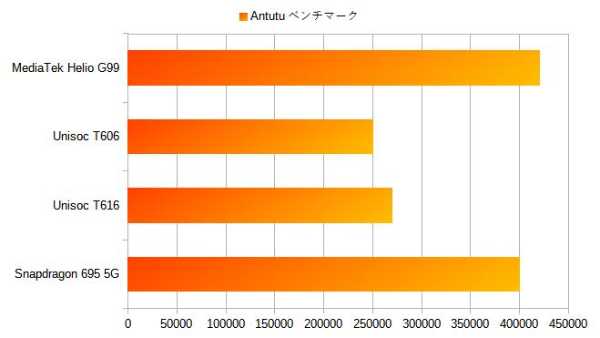 Antutu ベンチマーク
MediaTek Helio G99
Unisoc T606
Unisoc T616
Snapdragon 695 5G
0 50000 100000 150000 200000 250000 300000 350000 400000 450000